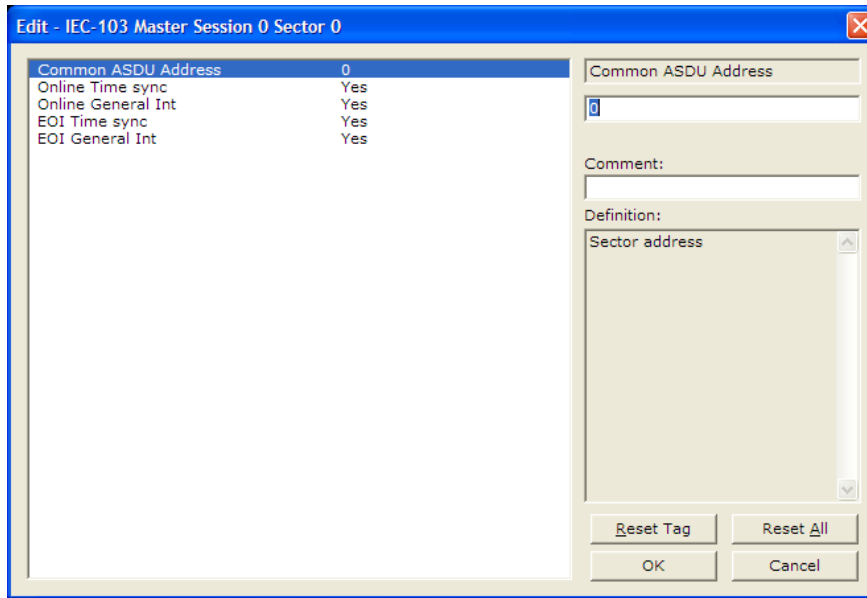 Edit - IEC-103 Master Session 0 Sector 0
Common ASDU Address 0
Online Time sync Yes
Online General Int Yes
EOI Time sync Yes
EOI General Int Yes
Common ASDU Address
0
Comment:
Definition:
Sector address
Reset Tag Reset All
OK Cancel